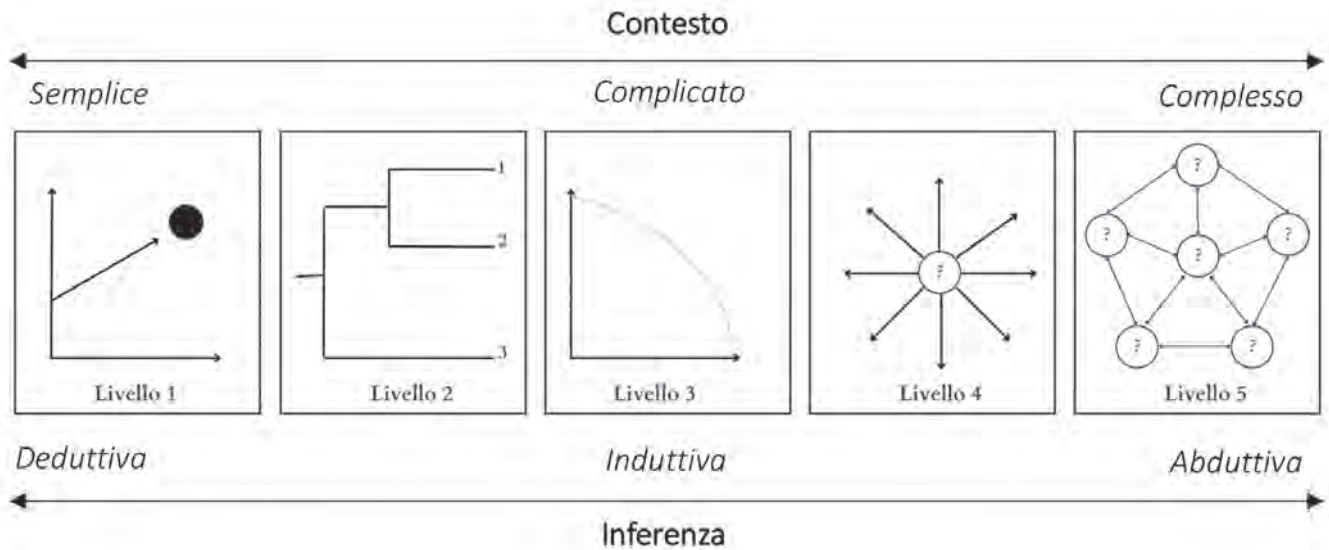 Contesto
Semplice Complicato Complesso
1
2
3
?
?
?
?
?
?
?
Livello 1 Livello 2 Livello 3 Livello 4 Livello 5
Deduttiva Induttiva Abduttiva
Inferenza